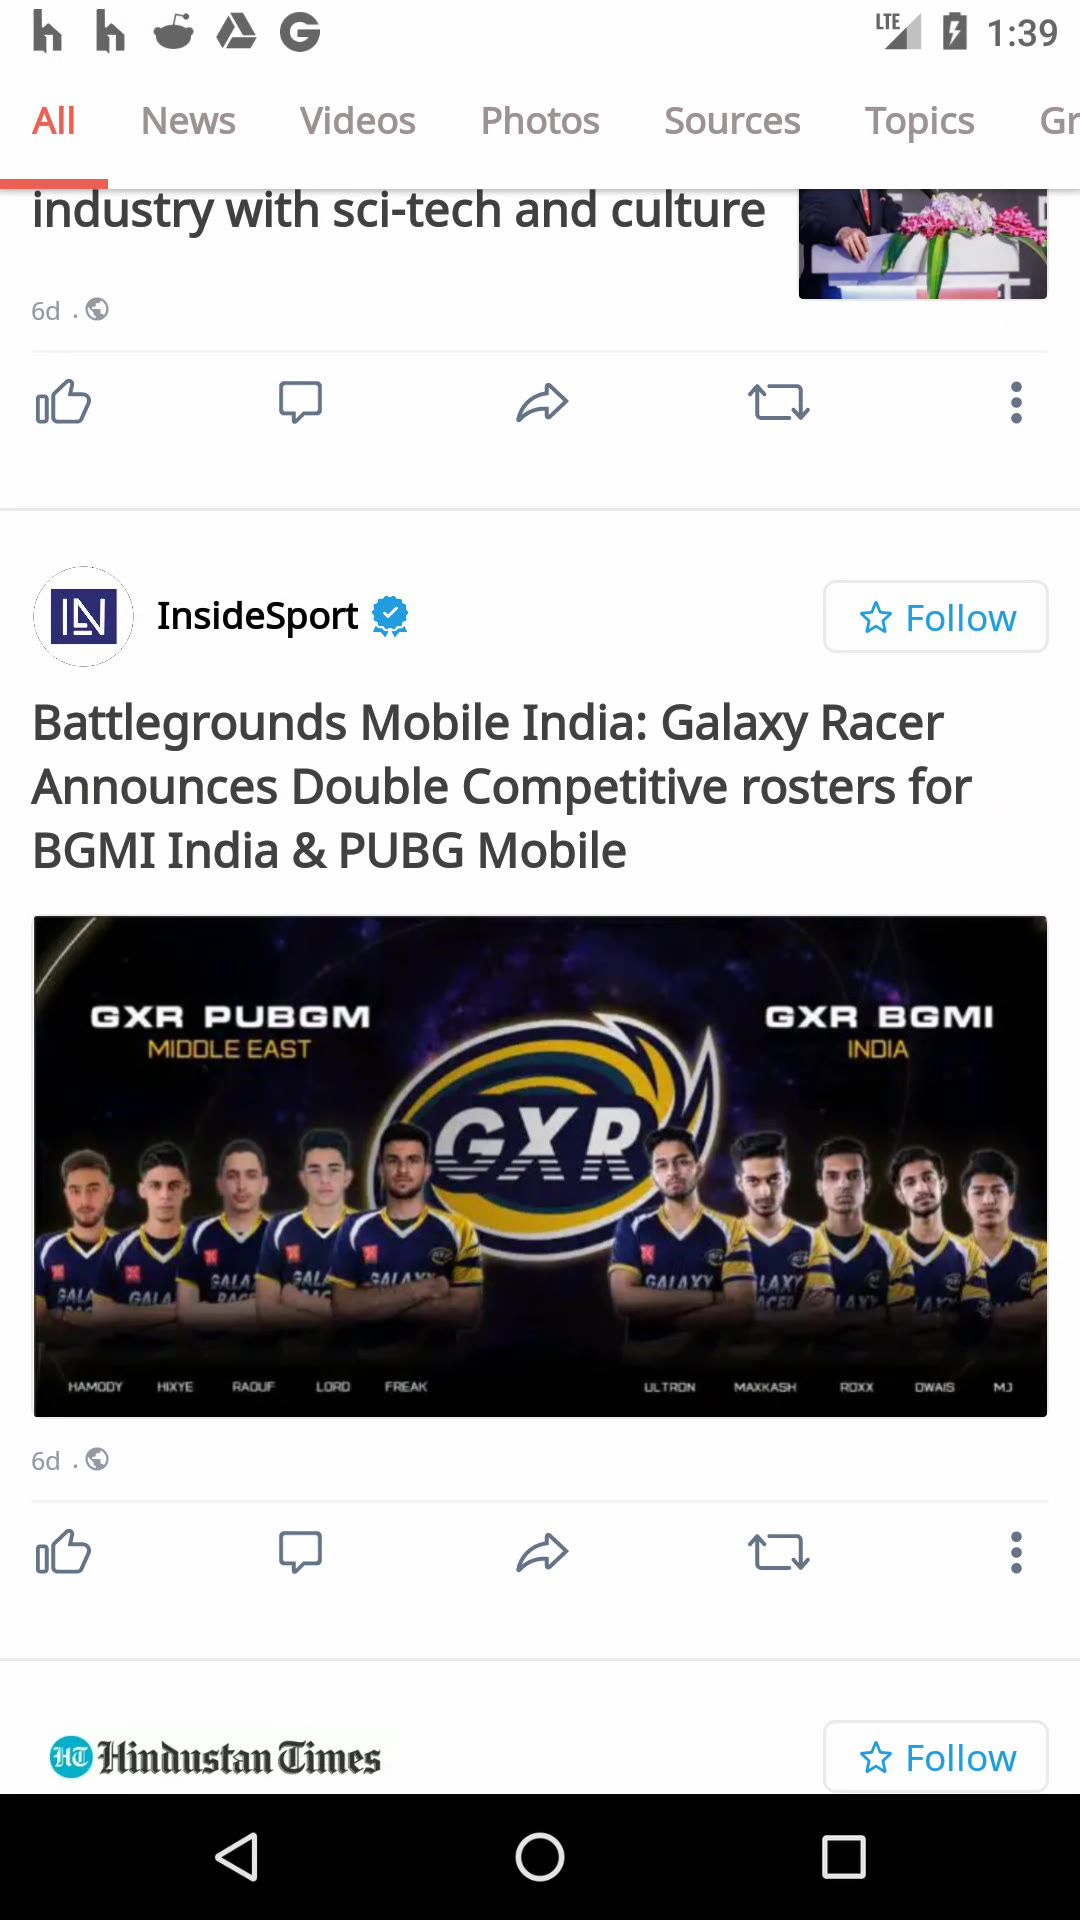 LTE 1:39
All News Videos Photos Sources Topics Gr
industry with sci-tech and culture
6d .
InsideSport
Follow
Battlegrounds Mobile India: Galaxy Racer
Announces Double Competitive rosters for
BGMI India & PUBG Mobile
GXR PUBGM
MIDDLE EAST
GXR BGMI
INDIA
GXR
HAMODY HIXYE RAOUF LORD FREAK
ULTRON MAXKASH ROXX OWAIS MJ
6d .
HT Hindustan Times
Follow